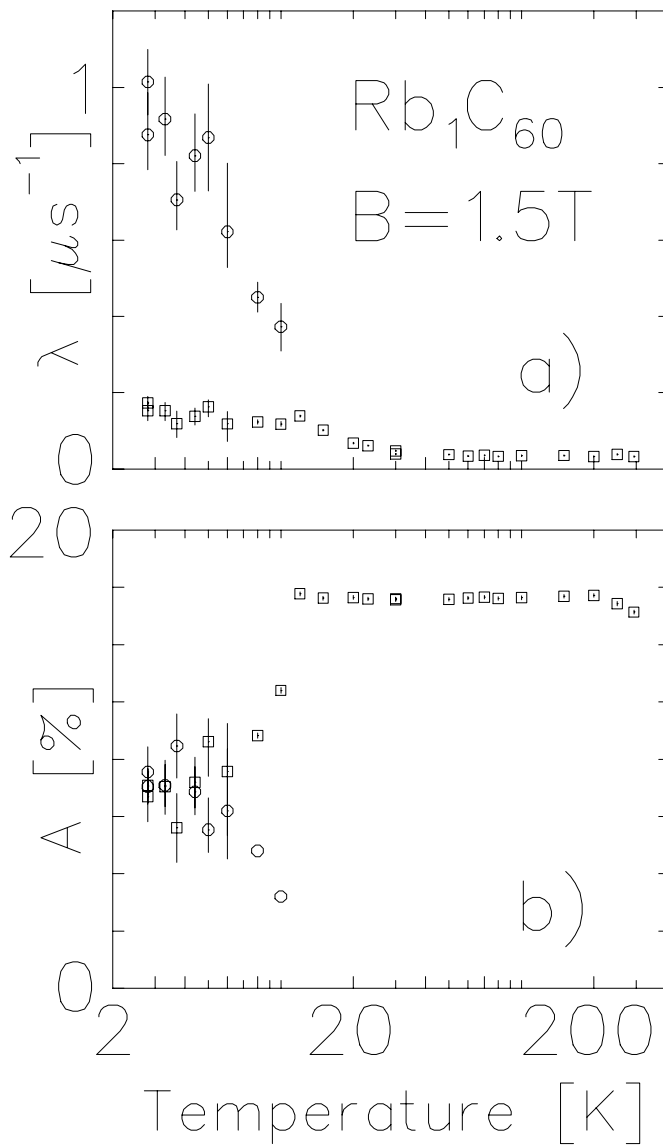 1
Rb₁C₆₀
B=1.5T
λ [μs⁻¹]
a)
0
20
A [%]
b)
0
2 20 200
Temperature [K]